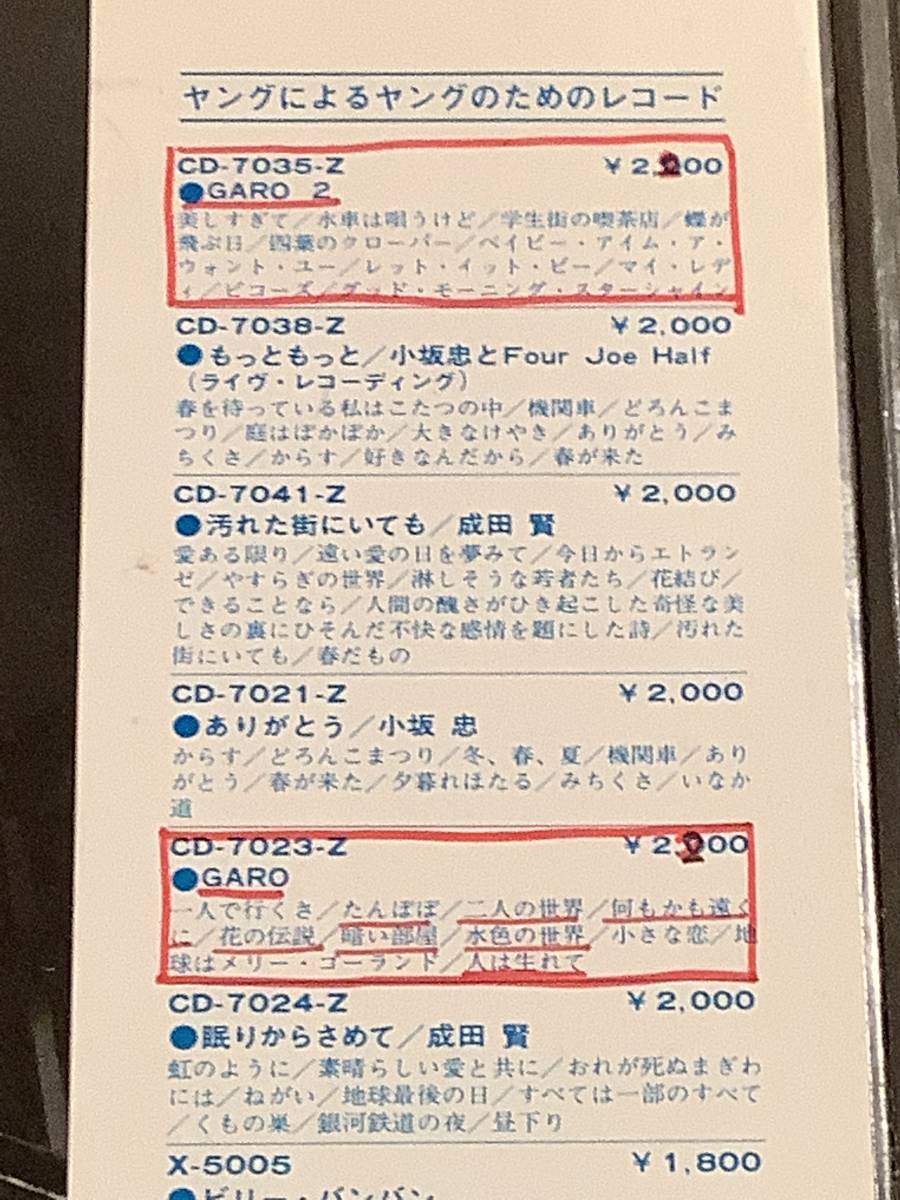 ヤングによるヤングのためのレコード
CD-7035-Z ¥2,200
●GARO 2
美しすぎて／水車は唄うけど／学生街の喫茶店／蝶が
飛ぶ日／四葉のクローバー／ベイビー・アイム・ア・
ウォント・ユー／レット・イット・ビー／マイ・レデ
ィ／ビコーズ／グッド・モーニング・スターシャイン
CD-7038-Z ¥2,000
●もっともっと／小坂忠とFour Joe Half
（ライヴ・レコーディング）
春を待っている私はこたつの中／機関車／どろんこま
つり／庭はぽかぽか／大きなけやき／ありがとう／み
ちくさ／からす／好きなんだから／春が来た
CD-7041-Z ¥2,000
●汚れた街にいても／成田 賢
愛ある限り／遠い愛の日を夢みて／今日からエトラン
ゼ／やすらぎの世界／淋しそうな若者たち／花結び／
できることなら／人間の醜さがひき起こした奇怪な美
しさの裏にひそんだ不快な感情を題にした詩／汚れた
街にいても／春だもの
CD-7021-Z ¥2,000
●ありがとう／小坂 忠
からす／どろんこまつり／冬、春、夏／機関車／あり
がとう／春が来た／夕暮れほたる／みちくさ／いなか
道
CD-7023-Z ¥2,200
●GARO
一人で行くさ／たんぽぽ／二人の世界／何もかも遠く
に／花の伝説／暗い部屋／水色の世界／小さな恋／地
球はメリー・ゴーランド／人は生れて
CD-7024-Z ¥2,000
●眠りからさめて／成田 賢
虹のように／素晴らしい愛と共に／おれが死ぬまぎわ
には／ねがい／地球最後の日／すべては一部のすべて
／くもの巣／銀河鉄道の夜／昼下り
X-5005 ¥1,800
●ビリー・バンバン